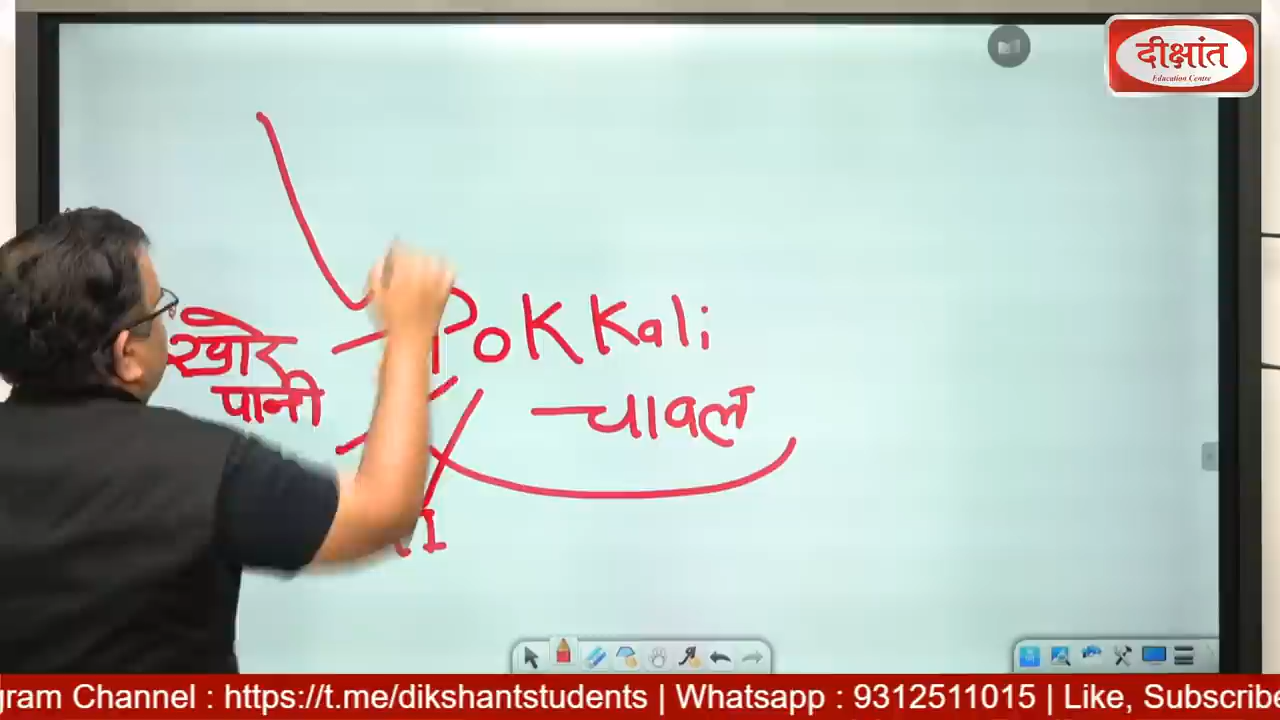 दीक्षांत
Education Centre
PoKKali
खोर
पानी
चावल
gram Channel : https://t.me/dikshantstudents | Whatsapp : 9312511015 | Like, Subscribe